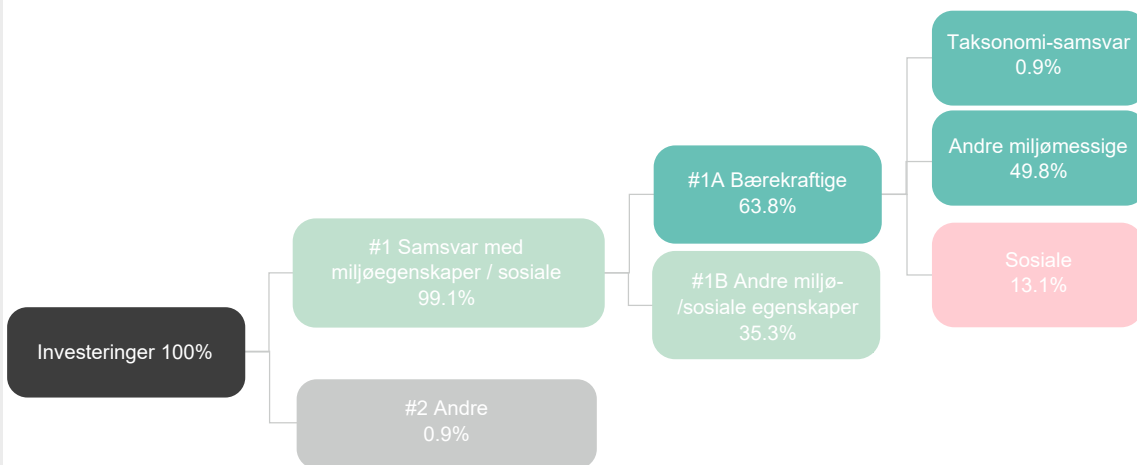 Investeringer 100%
#1 Samsvar med
miljøegenskaper / sosiale
99.1%
#2 Andre
0.9%
#1A Bærekraftige
63.8%
#1B Andre miljø-
/sosiale egenskaper
35.3%
Taksonomi-samsvar
0.9%
Andre miljømessige
49.8%
Sosiale
13.1%